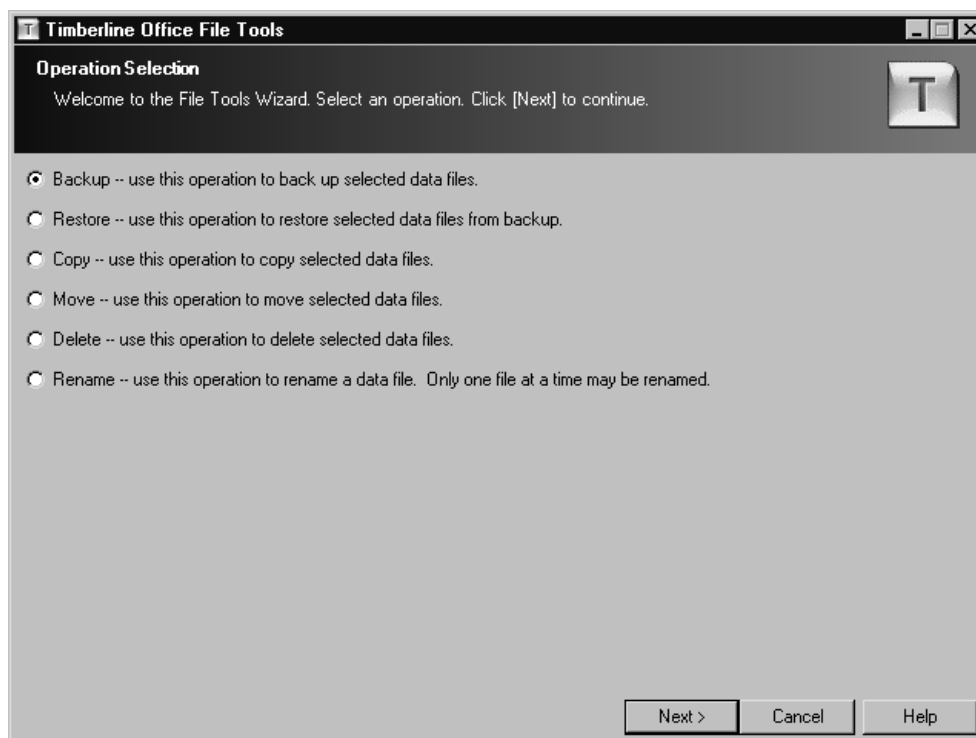 T Timberline Office File Tools
Operation Selection
Welcome to the File Tools Wizard. Select an operation. Click [Next] to continue.
T
Backup -- use this operation to back up selected data files.
Restore -- use this operation to restore selected data files from backup.
Copy -- use this operation to copy selected data files.
Move -- use this operation to move selected data files.
Delete -- use this operation to delete selected data files.
Rename -- use this operation to rename a data file.  Only one file at a time may be renamed.
Next > Cancel Help